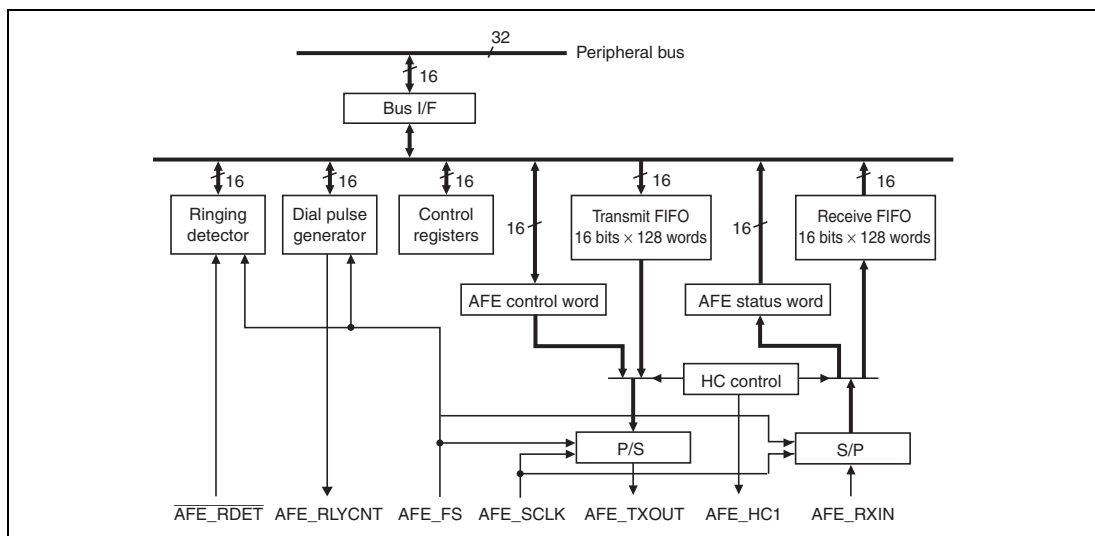 32
Peripheral bus
16
Bus I/F
16
16
16
16
16
Ringing
detector
Dial pulse
generator
Control
registers
16
Transmit FIFO
16 bits × 128 words
16
Receive FIFO
16 bits × 128 words
AFE control word
AFE status word
HC control
P/S
S/P
AFE_RDET
AFE_RLYCNT
AFE_FS
AFE_SCLK
AFE_TXOUT
AFE_HC1
AFE_RXIN